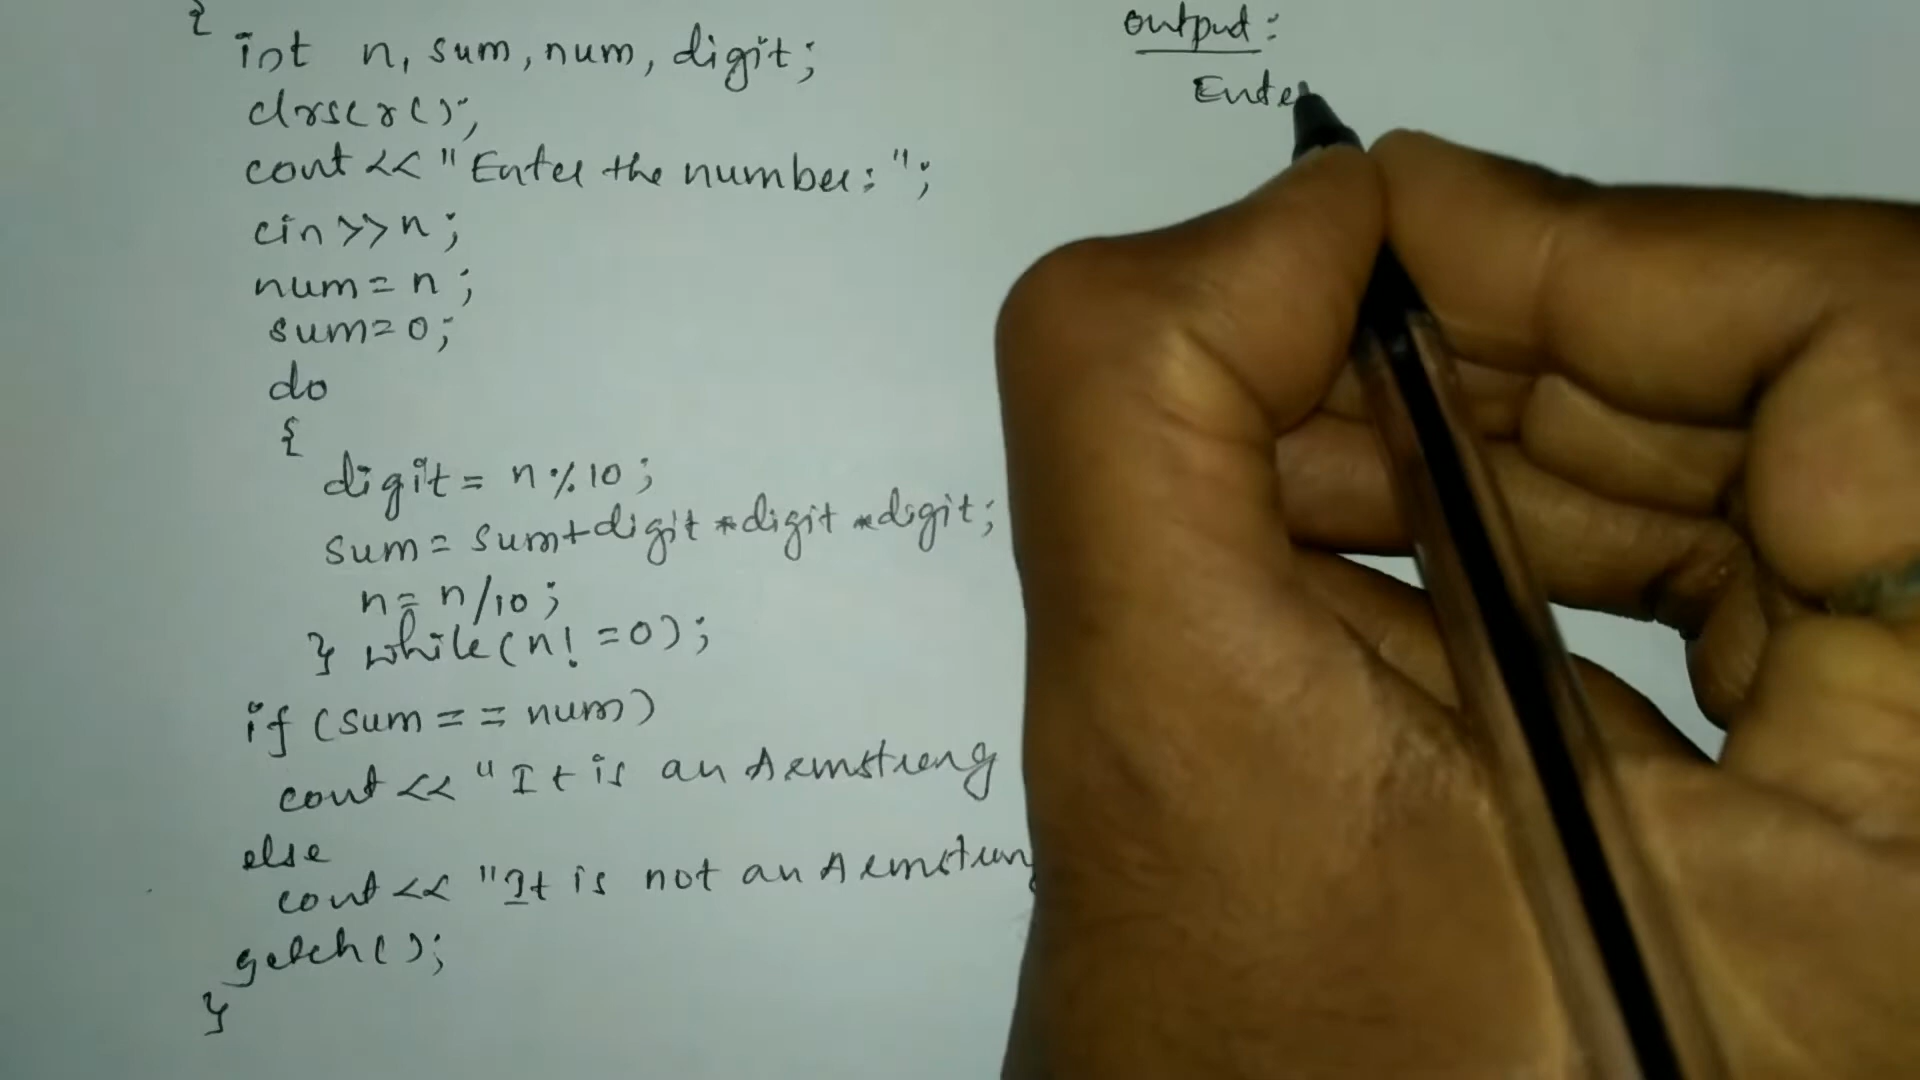 {
int n, sum, num, digit;
clrscr();
cout << "Enter the number: ";
cin >> n;
num = n;
sum = 0;
do
{
digit = n % 10;
sum = sum + digit * digit * digit;
n = n/10;
} while (n! = 0);
if (sum == num)
cout << "It is an Armstrong
else
cout << "It is not an Armstrong
getch();
}
output:
Ente